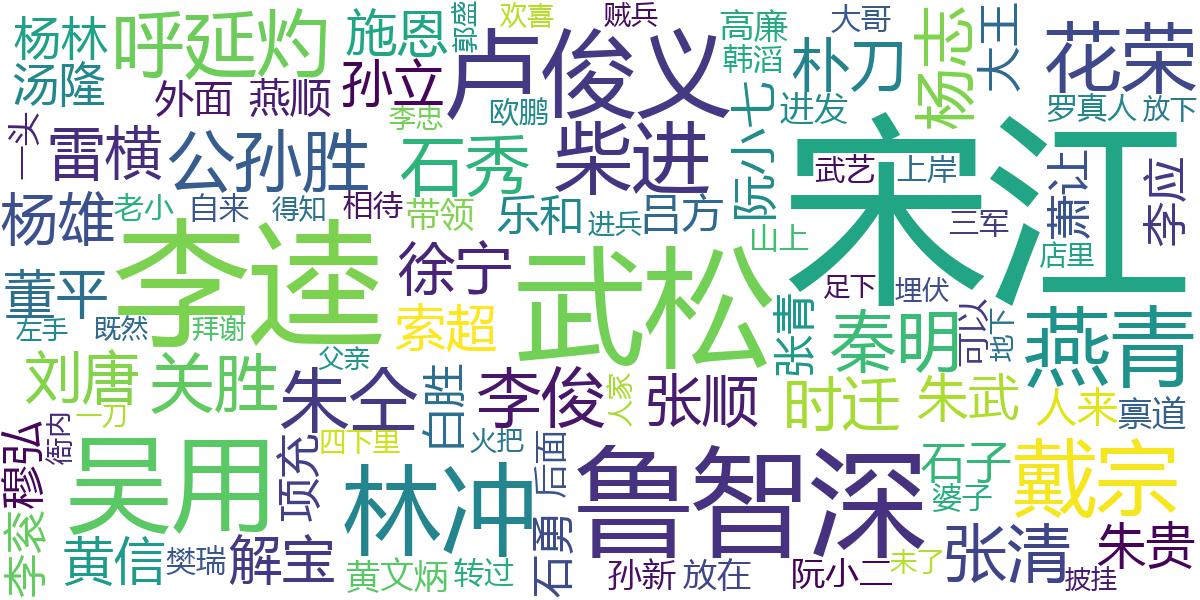 杨林
呼延灼
施恩
郭盛
欢喜
贼兵
高廉
大哥
杨志
大王
花荣
汤隆
外面
燕顺
孙立
李忠
卢俊义
欧鹏
韩滔
朴刀
阮小七
进发
罗真人
放下
一头
雷横
公孙胜
石秀
柴进
武艺
上岸
宋江
萧让
李应
杨雄
老小
自来
得知
相待
带领
乐和
进兵
吕方
山上
三军
店里
董平
李逵
徐宁
武松
足下
埋伏
左手
既然
拜谢
索超
张青
秦明
可以
地下
燕青
刘唐
关胜
父亲
朱仝
白胜
李俊
人家
张顺
时迁
朱武
人来
禀道
穆弘
衙内
一刀
吴用
项充
四下里
火把
林冲
后面
鲁智深
石子
婆子
戴宗
李衮
黄信
樊瑞
解宝
黄文炳
转过
石勇
孙新
放在
阮小二
未了
张清
披挂
朱贵